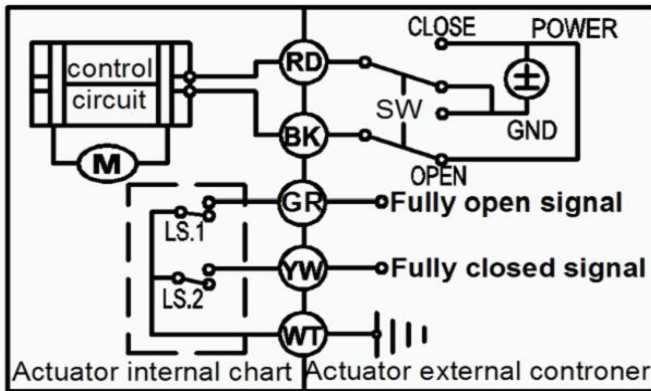 CLOSE POWER
RD
control
circuit
SW
±
BK
GND
M
OPEN
GR Fully open signal
LS.1
YW Fully closed signal
LS.2
WT
Actuator internal chart Actuator external controner